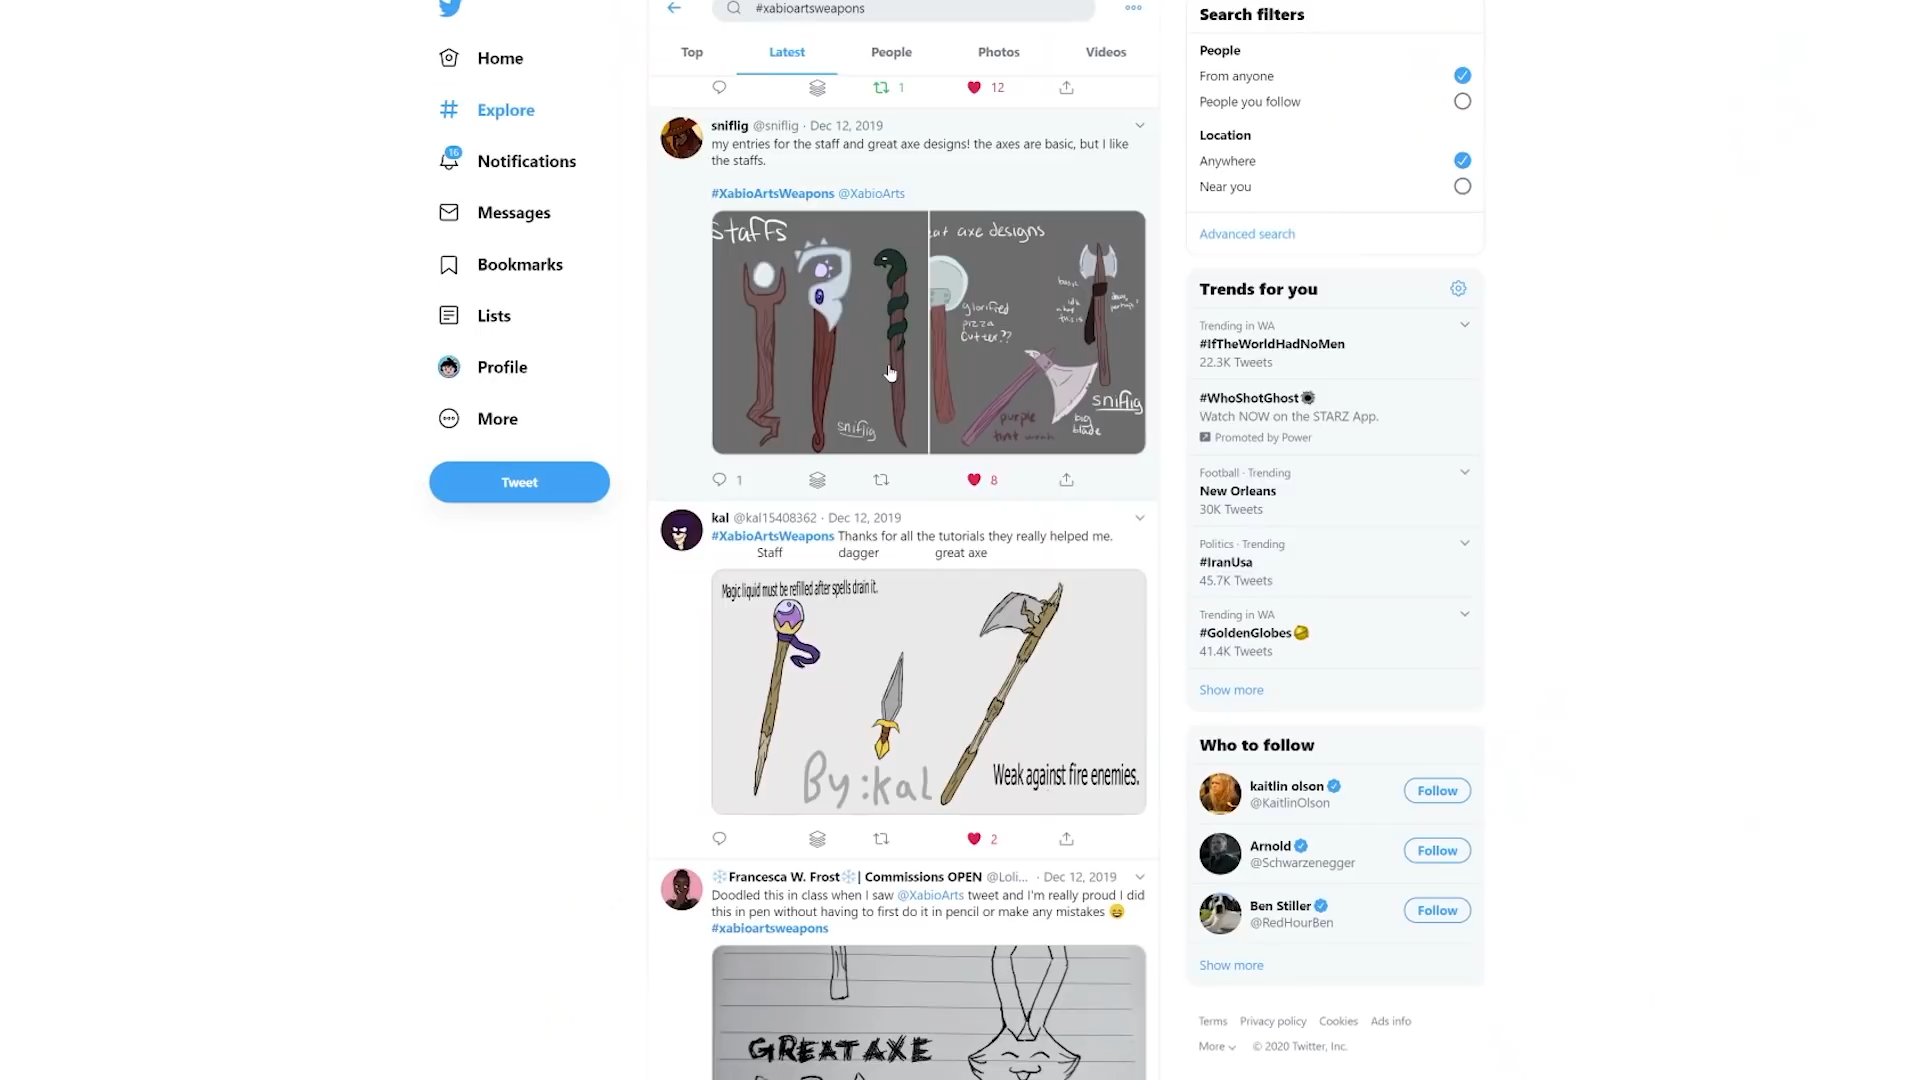 #xabioartsweapons
Home
Explore
16
Notifications
Messages
Bookmarks
Lists
Profile
More
Tweet
Top
Latest
People
Photos
Videos
1
12
sniflig @sniflig · Dec 12, 2019
my entries for the staff and great axe designs! the axes are basic, but I like
the staffs.
#XabioArtsWeapons @XabioArts
staffs
sniflig
at axe designs
glorified
pizza
cutter??
basic
purple
tint wood
big
blade
sniflig
1
8
kal @kal15408362 · Dec 12, 2019
#XabioArtsWeapons Thanks for all the tutorials they really helped me.
Staff dagger great axe
Magic liquid must be refilled after spells drain it.
By:kal
Weak against fire enemies.
2
❄Francesca W. Frost❄| Commissions OPEN @Loli... · Dec 12, 2019
Doodled this in class when I saw @XabioArts tweet and I'm really proud I did
this in pen without having to first do it in pencil or make any mistakes 😄
#xabioartsweapons
GREAT AXE
Search filters
People
From anyone
People you follow
Location
Anywhere
Near you
Advanced search
Trends for you
Trending in WA
#IfTheWorldHadNoMen
22.3K Tweets
#WhoShotGhost
Watch NOW on the STARZ App.
Promoted by Power
Football · Trending
New Orleans
30K Tweets
Politics · Trending
#IranUsa
45.7K Tweets
Trending in WA
#GoldenGlobes
41.4K Tweets
Show more
Who to follow
kaitlin olson
@KaitlinOlson
Follow
Arnold
@Schwarzenegger
Follow
Ben Stiller
@RedHourBen
Follow
Show more
Terms Privacy policy Cookies Ads info
More © 2020 Twitter, Inc.